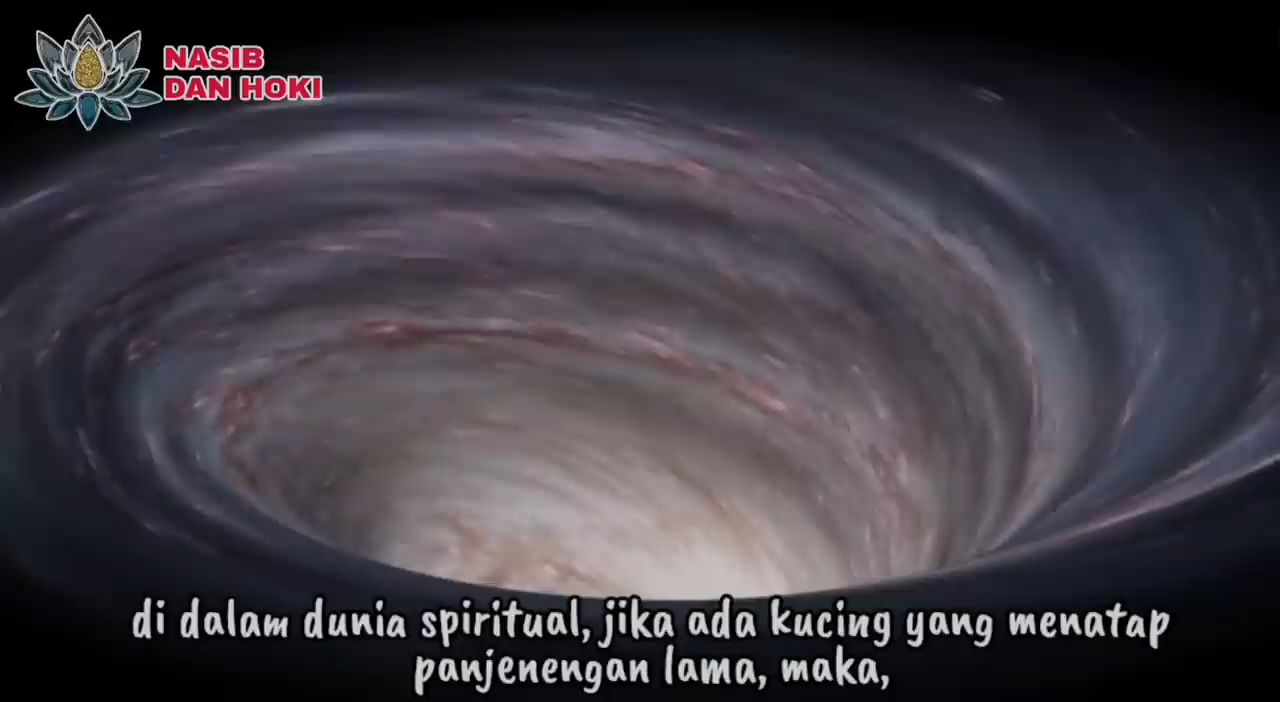 NASIB
DAN HOKI
di dalam dunia spiritual, jika ada kucing yang menatap
panjenengan lama, maka,